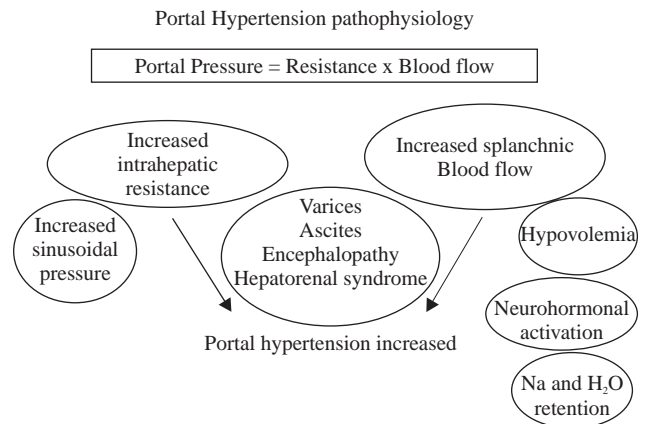 Portal Hypertension pathophysiology
Portal Pressure = Resistance x Blood flow
Increased
intrahepatic
resistance
Increased splanchnic
Blood flow
Increased
sinusoidal
pressure
Varices
Ascites
Encephalopathy
Hepatorenal syndrome
Hypovolemia
Neurohormonal
activation
Portal hypertension increased
Na and H₂O
retention